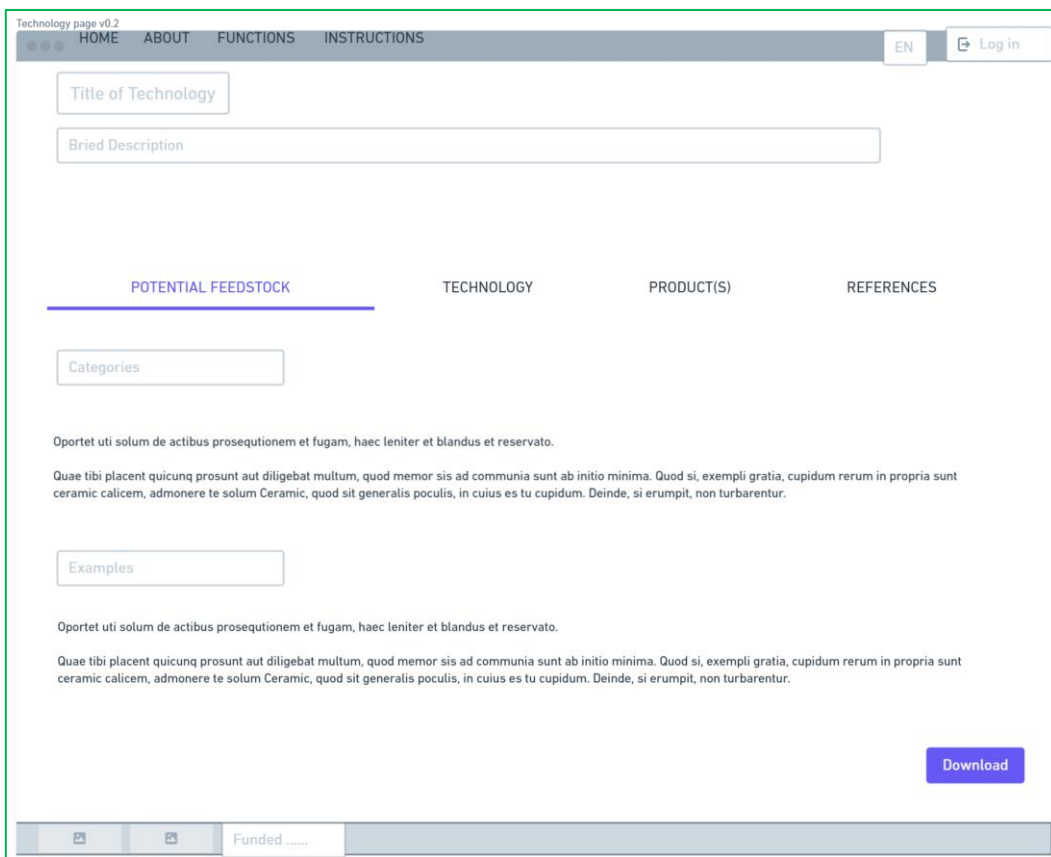 Technology page v0.2
HOME ABOUT FUNCTIONS INSTRUCTIONS
EN Log in
Title of Technology
Bried Description
POTENTIAL FEEDSTOCK TECHNOLOGY PRODUCT(S) REFERENCES
Categories
Oportet uti solum de actibus prosequtionem et fugam, haec leniter et blandus et reservato.
Quae tibi placent quicunq prosunt aut diligebat multum, quod memor sis ad communia sunt ab initio minima. Quod si, exempli gratia, cupidum rerum in propria sunt
ceramic calicem, admonere te solum Ceramic, quod sit generalis poculis, in cuius es tu cupidum. Deinde, si erumpit, non turbarentur.
Examples
Oportet uti solum de actibus prosequtionem et fugam, haec leniter et blandus et reservato.
Quae tibi placent quicunq prosunt aut diligebat multum, quod memor sis ad communia sunt ab initio minima. Quod si, exempli gratia, cupidum rerum in propria sunt
ceramic calicem, admonere te solum Ceramic, quod sit generalis poculis, in cuius es tu cupidum. Deinde, si erumpit, non turbarentur.
Download
Funded ......